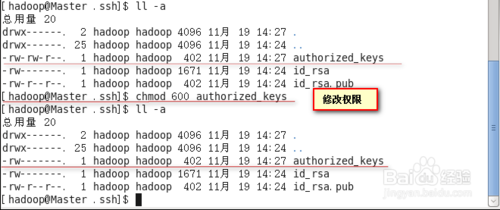 [hadoop@Master .ssh]$ ll -a
总用量 20
drwx------. 2 hadoop hadoop 4096 11月 19 14:27 .
drwx------. 25 hadoop hadoop 4096 11月 19 14:24 ..
-rw-rw-r--. 1 hadoop hadoop 402 11月 19 14:27 authorized_keys
-rw-------. 1 hadoop hadoop 1671 11月 19 14:24 id_rsa
-rw-r--r--. 1 hadoop hadoop 402 11月 19 14:24 id_rsa.pub
[hadoop@Master .ssh]$ chmod 600 authorized_keys
修改权限
[hadoop@Master .ssh]$ ll -a
总用量 20
drwx------. 2 hadoop hadoop 4096 11月 19 14:27 .
drwx------. 25 hadoop hadoop 4096 11月 19 14:24 ..
-rw-------. 1 hadoop hadoop 402 11月 19 14:27 authorized_keys
-rw-------. 1 hadoop hadoop 1671 11月 19 14:24 id_rsa
-rw-r--r--. 1 hadoop hadoop 402 11月 19 14:24 id_rsa.pub
[hadoop@Master .ssh]$
Baidu 经验